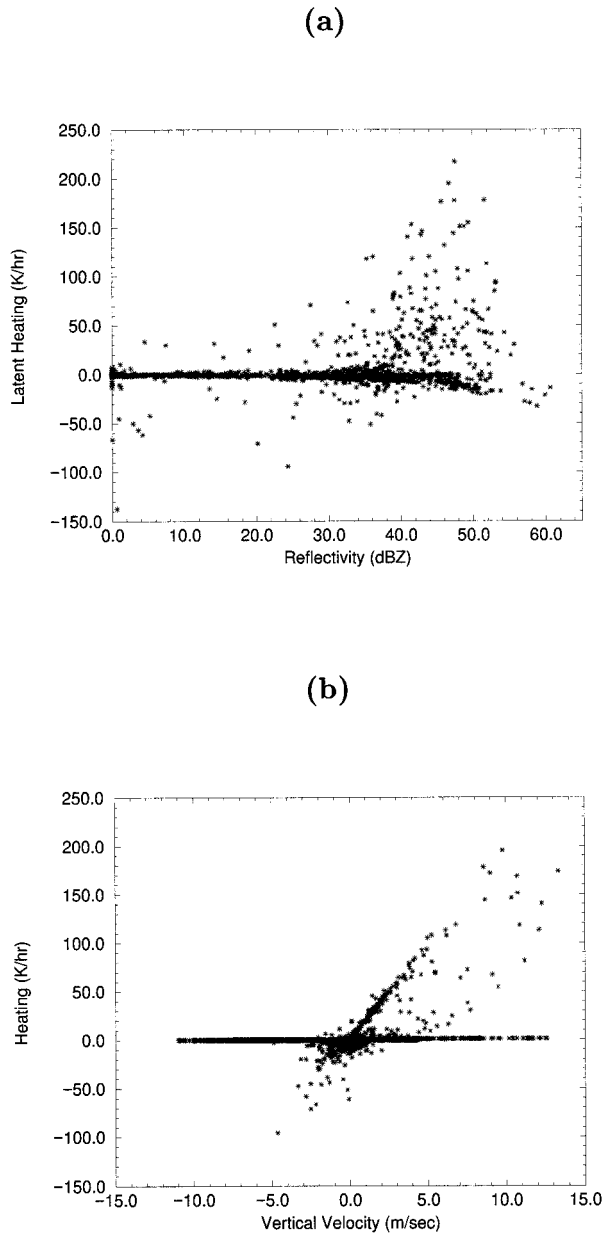 (a)
250.0
200.0
150.0
100.0
50.0
0.0
−50.0
−100.0
−150.0
Latent Heating (K/hr)
0.0 10.0 20.0 30.0 40.0 50.0 60.0
Reflectivity (dBZ)
(b)
250.0
200.0
150.0
100.0
50.0
0.0
−50.0
−100.0
−150.0
Heating (K/hr)
−15.0 −10.0 −5.0 0.0 5.0 10.0 15.0
Vertical Velocity (m/sec)